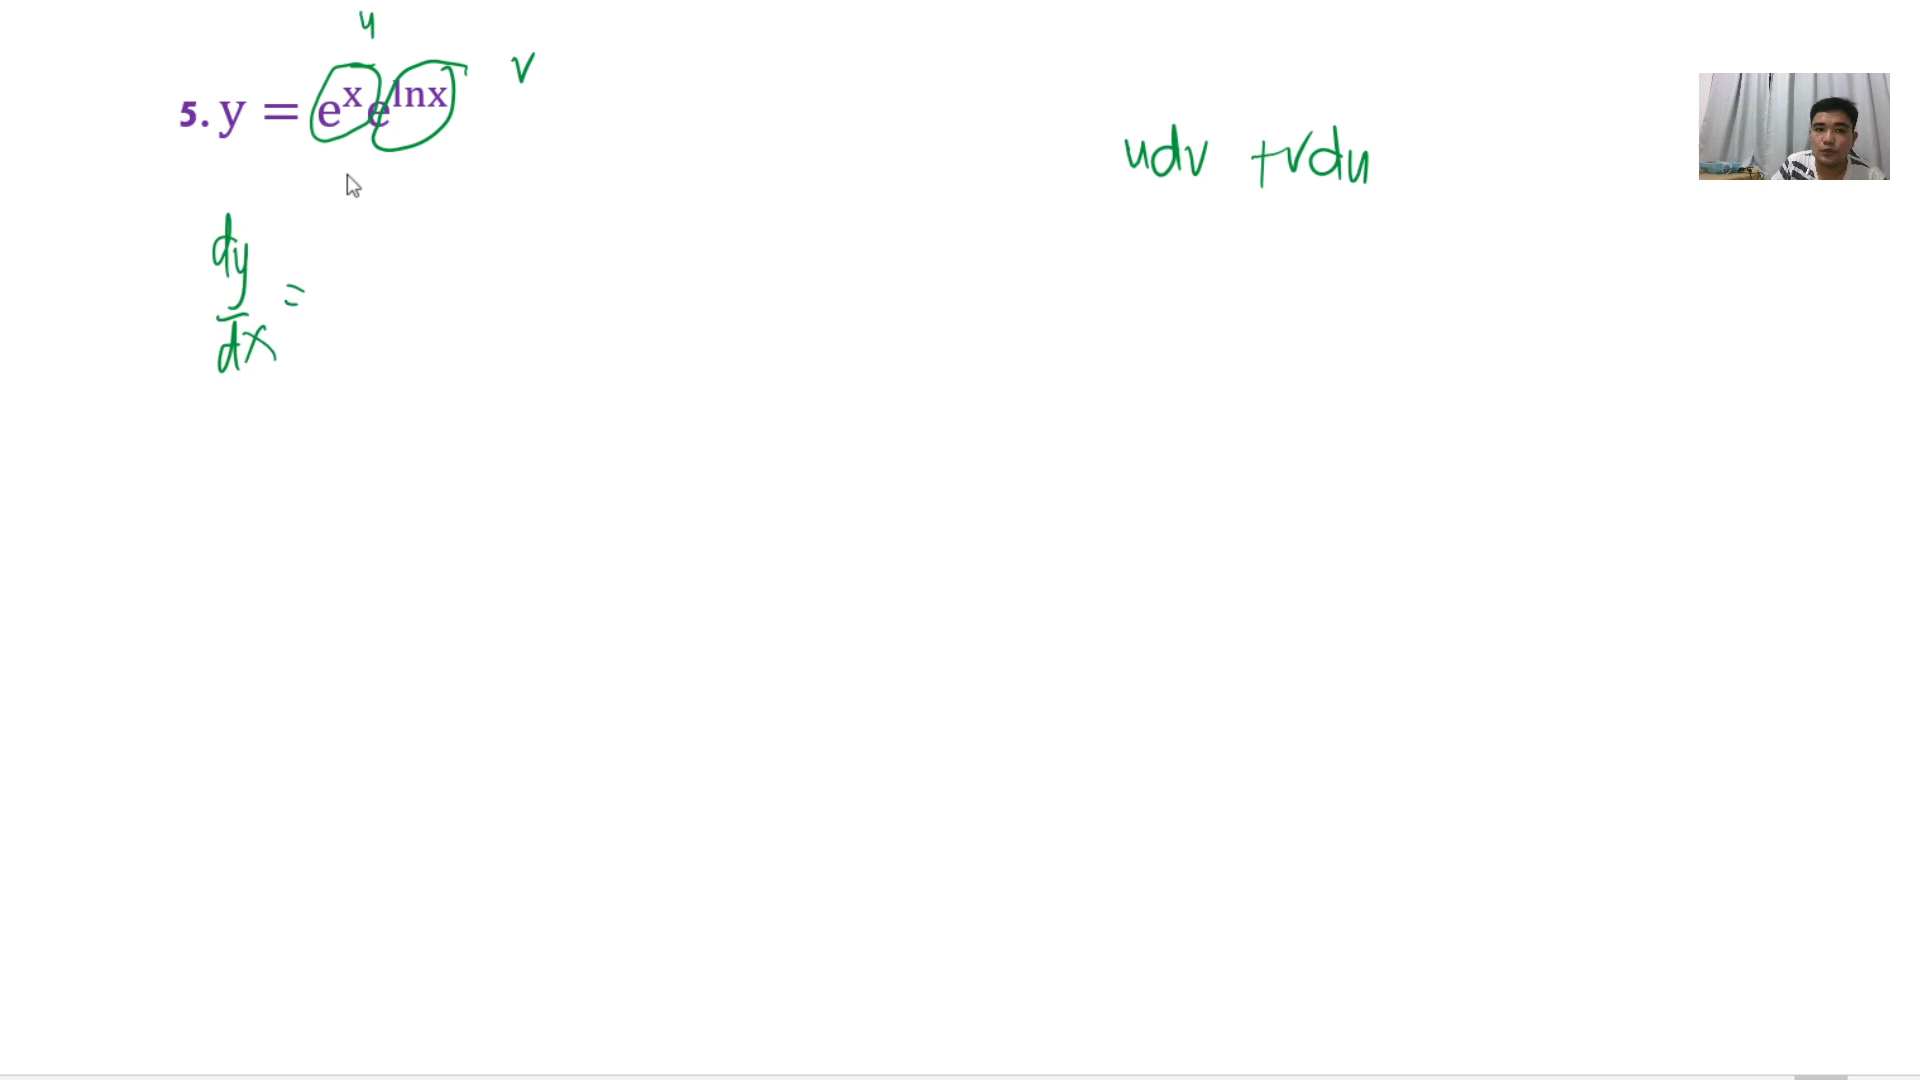 u
v
5. y = e^x e^lnx
udv + vdu
dy/dx =